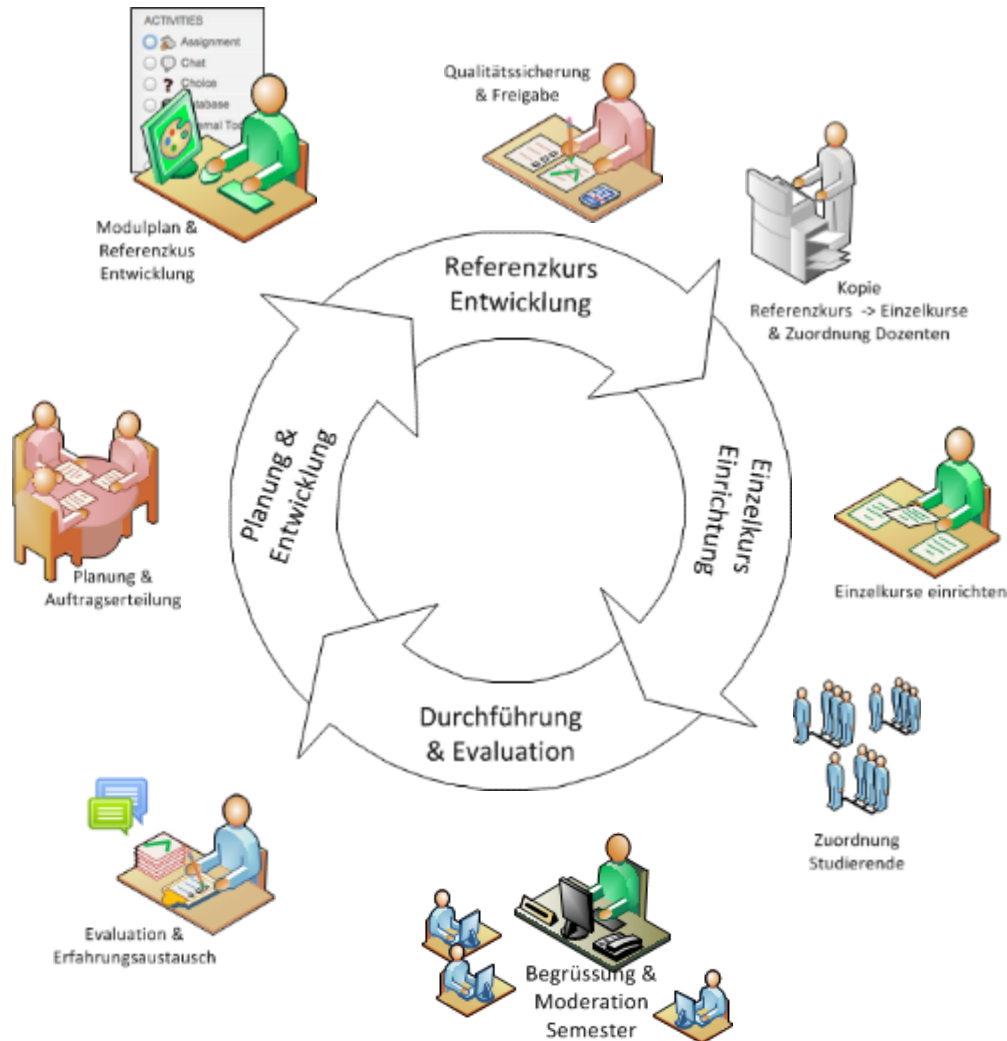 ACTIVITIES
Assignment
Chat
Choice
Qualitätssicherung
& Freigabe
Modulplan &
Referenzkus
Entwicklung
Referenzkurs
Entwicklung
Kopie
Referenzkurs -> Einzelkurse
& Zuordnung Dozenten
Planung &
Entwicklung
Einzelkurs
Einrichtung
Planung &
Auftragserteilung
Einzelkurse einrichten
Durchführung
& Evaluation
Zuordnung
Studierende
Evaluation &
Erfahrungsaustausch
Begrüssung &
Moderation
Semester